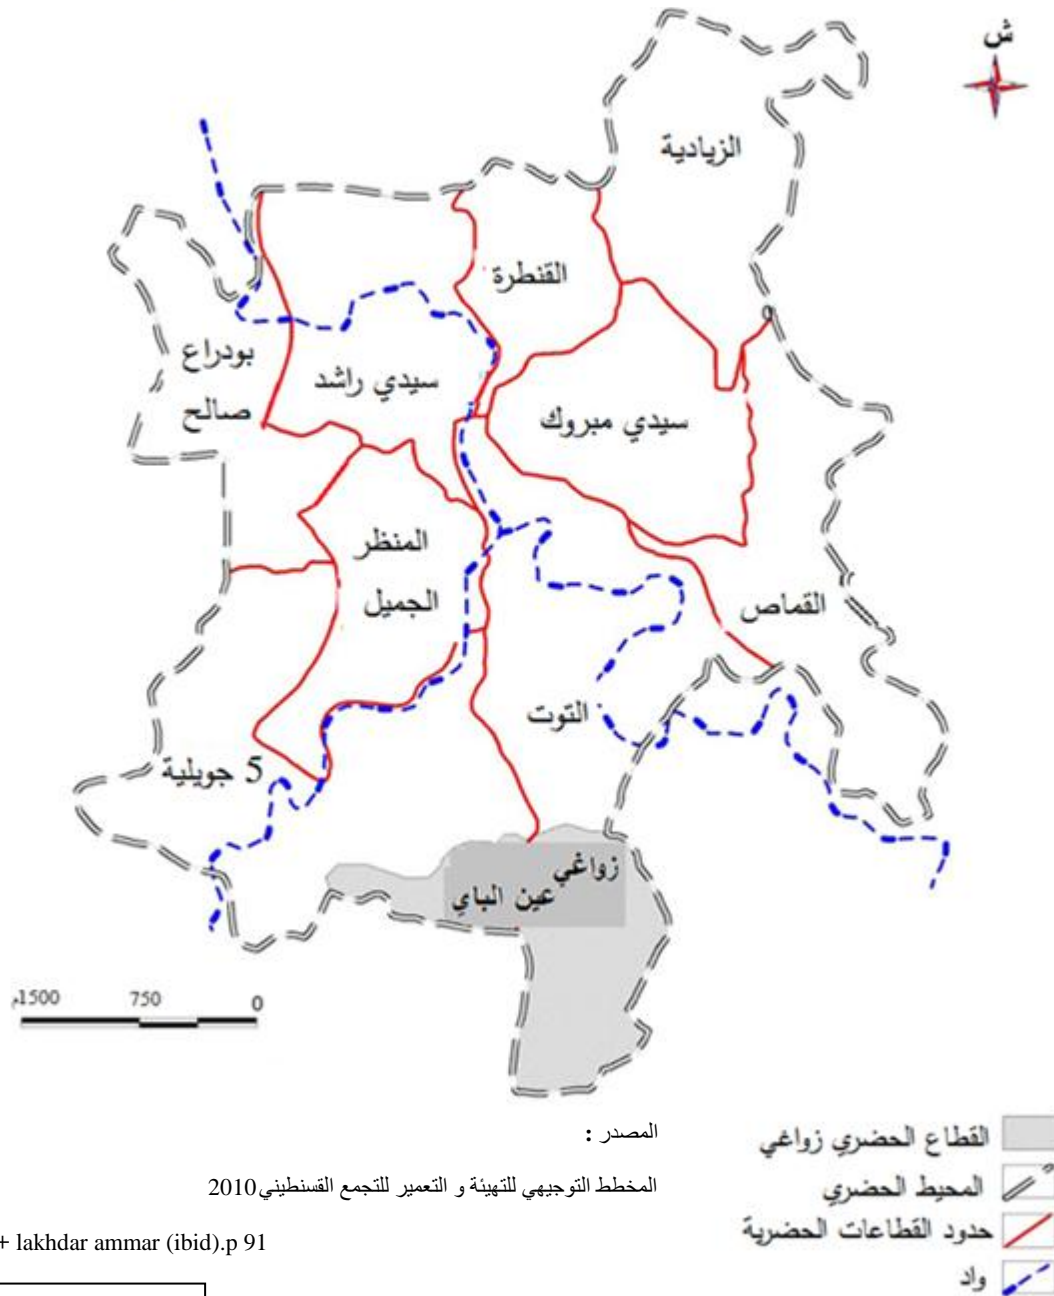 ش
الزيادية
القنطرة
بودراع
صالح
سيدي راشد
سيدي مبروك
المنظر
الجميل
القماص
التوت
5 جويلية
زواغي
عين الباي
0 750 1500م
المصدر :
المخطط التوجيهي للتهيئة و التعمير للتجمع القسنطيني2010
+ lakhdar ammar (ibid).p 91
القطاع الحضري زواغي
المحيط الحضري
حدود القطاعات الحضرية
واد